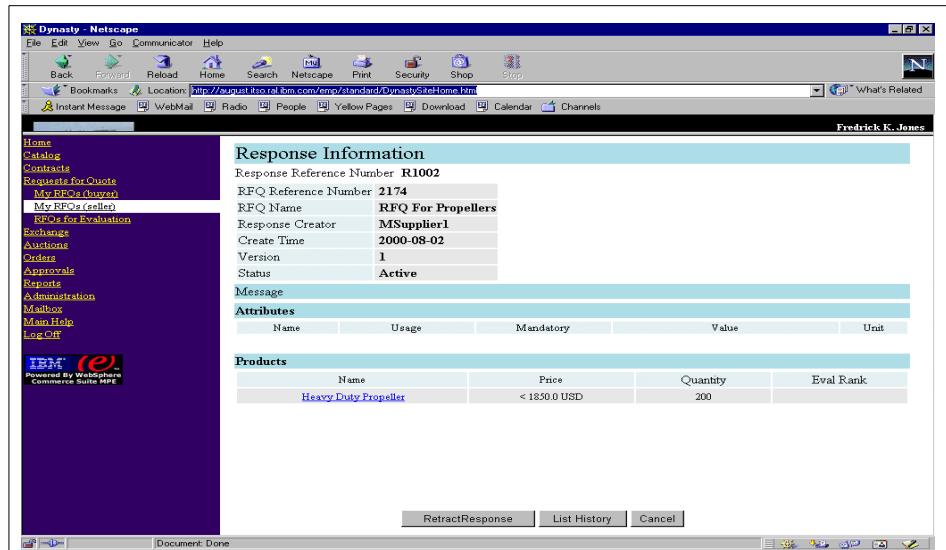 Dynasty - Netscape
File Edit View Go Communicator Help
Back Forward Reload Home Search Netscape Print Security Shop Stop
Bookmarks Location: http://august.itso.ral.ibm.com/emp/standard/DynastySiteHome.html What's Related
Instant Message WebMail Radio People Yellow Pages Download Calendar Channels
Fredrick K. Jones
Home
Catalog
Contracts
Requests for Quote
My RFQs (buyer)
My RFQs (seller)
RFQs for Evaluation
Exchange
Auctions
Orders
Approvals
Reports
Administration
Mailbox
Main Help
Log Off
IBM
Powered By WebSphere
Commerce Suite MPE
Response Information
Response Reference Number R1002
RFQ Reference Number 2174
RFQ Name RFQ For Propellers
Response Creator MSupplier1
Create Time 2000-08-02
Version 1
Status Active
Message
Attributes
Name Usage Mandatory Value Unit
Products
Name Price Quantity Eval Rank
Heavy Duty Propeller < 1850.0 USD 200
RetractResponse List History Cancel
Document: Done